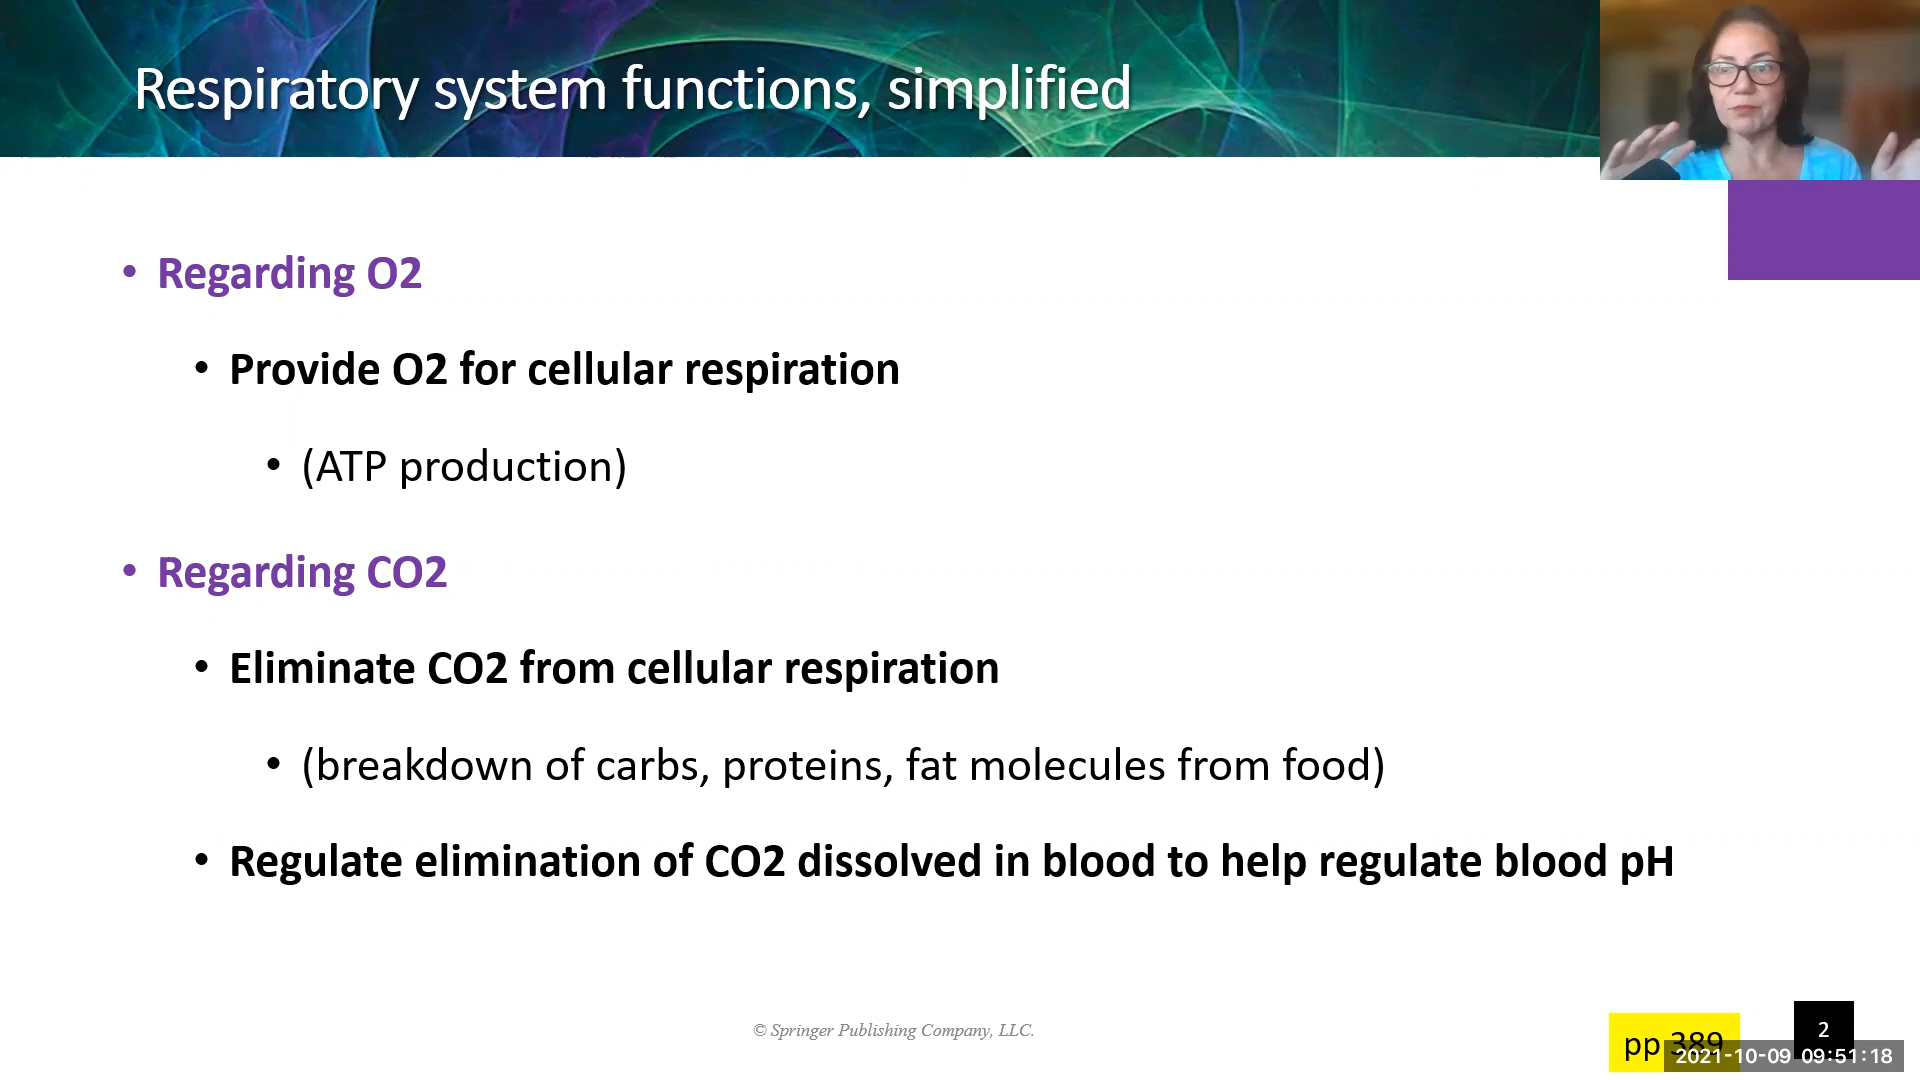 Respiratory system functions, simplified
• Regarding O2
• Provide O2 for cellular respiration
• (ATP production)
• Regarding CO2
• Eliminate CO2 from cellular respiration
• (breakdown of carbs, proteins, fat molecules from food)
• Regulate elimination of CO2 dissolved in blood to help regulate blood pH
© Springer Publishing Company, LLC.
pp 389
2
2021-10-09 09:51:18